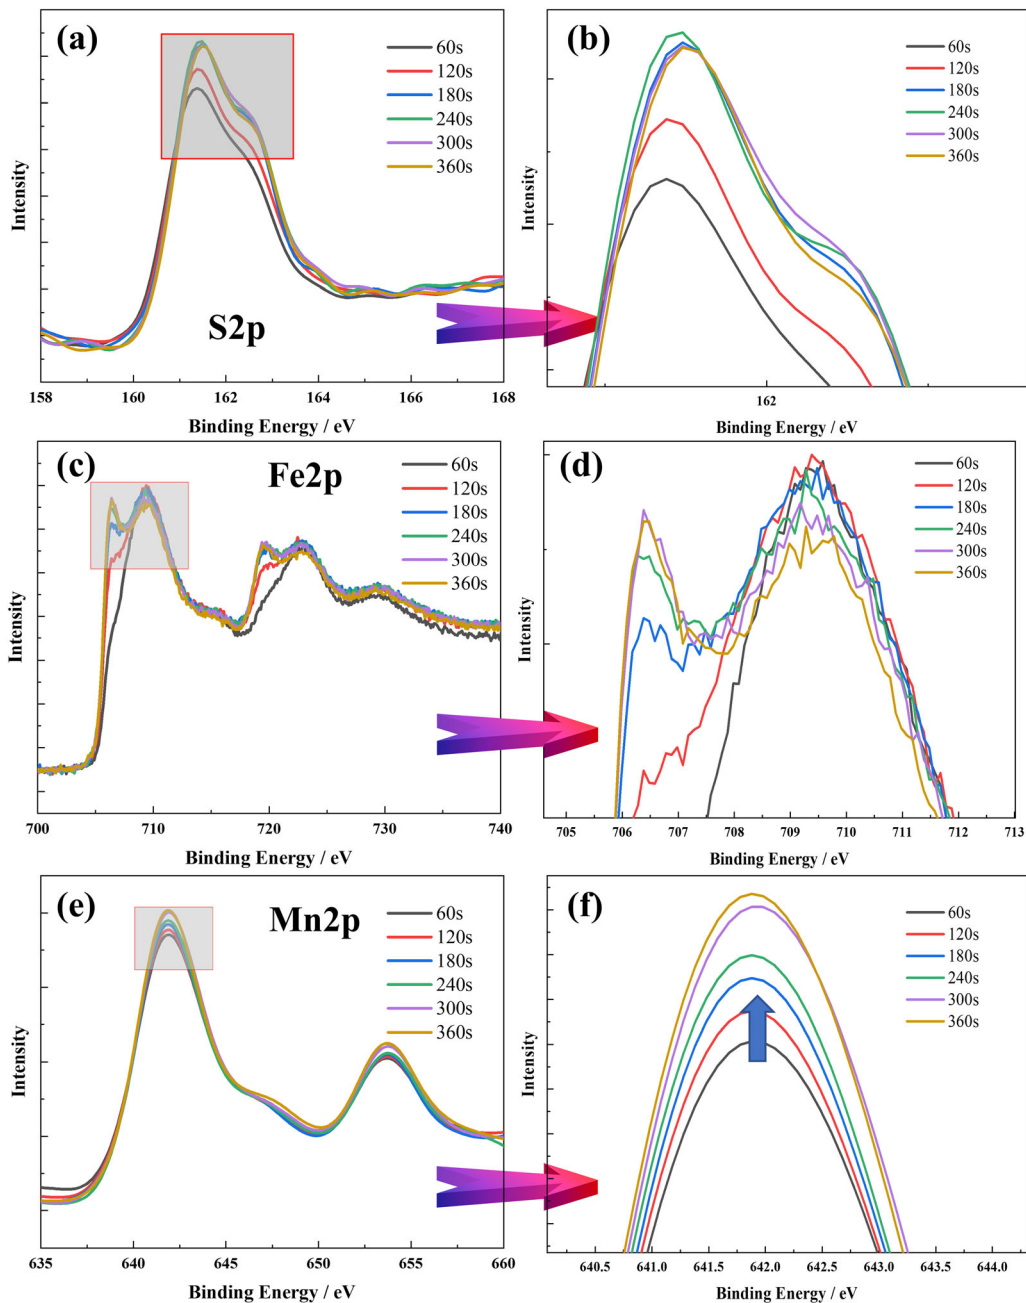 (a)
60s
120s
180s
240s
300s
360s
Intensity
S2p
158 160 162 164 166 168
Binding Energy / eV
(b)
60s
120s
180s
240s
300s
360s
Intensity
162
Binding Energy / eV
(c)
Fe2p
60s
120s
180s
240s
300s
360s
Intensity
700 710 720 730 740
Binding Energy / eV
(d)
60s
120s
180s
240s
300s
360s
Intensity
705 706 707 708 709 710 711 712 713
Binding Energy / eV
(e)
Mn2p
60s
120s
180s
240s
300s
360s
Intensity
635 640 645 650 655 660
Binding Energy / eV
(f)
60s
120s
180s
240s
300s
360s
Intensity
640.5 641.0 641.5 642.0 642.5 643.0 643.5 644.0
Binding Energy / eV